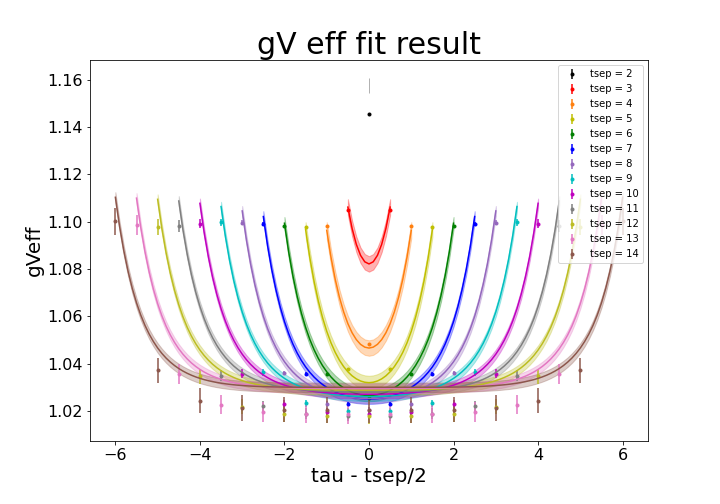 gV eff fit result
1.16
1.14
1.12
1.10
1.08
1.06
1.04
1.02
gVeff
−6
−4
−2
0
2
4
6
tau - tsep/2
tsep = 2
tsep = 3
tsep = 4
tsep = 5
tsep = 6
tsep = 7
tsep = 8
tsep = 9
tsep = 10
tsep = 11
tsep = 12
tsep = 13
tsep = 14